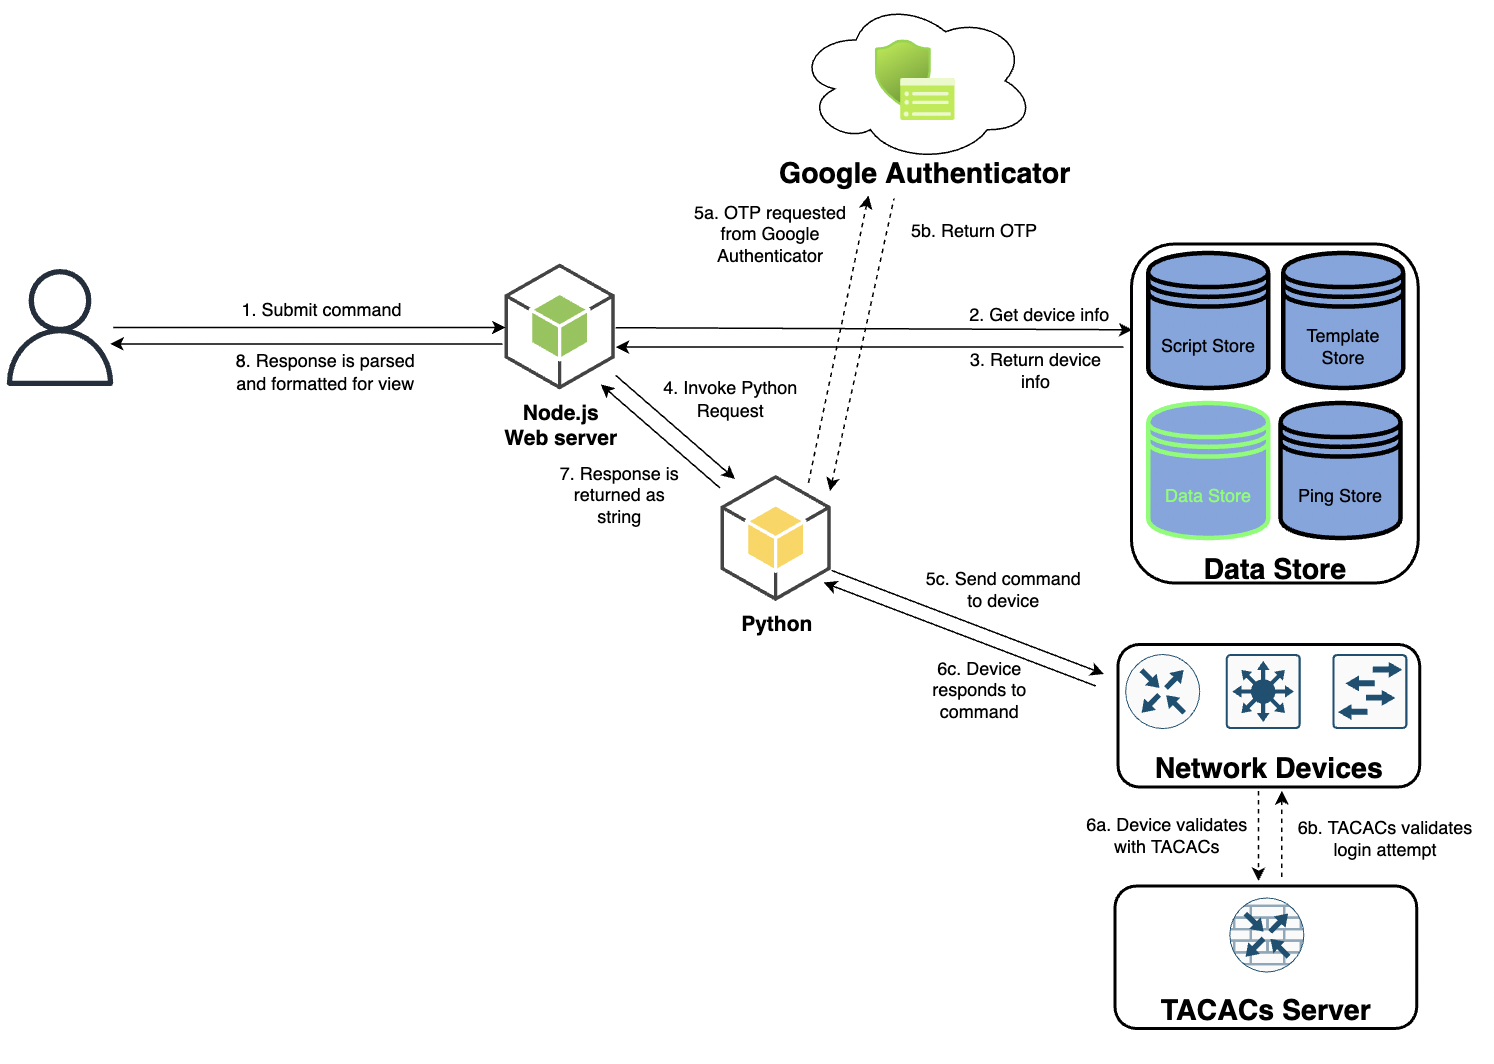 Google Authenticator
5a. OTP requested
from Google
Authenticator
5b. Return OTP
1. Submit command
8. Response is parsed
and formatted for view
2. Get device info
3. Return device
info
Script Store
Template
Store
Data Store
Ping Store
Data Store
Node.js
Web server
4. Invoke Python
Request
7. Response is
returned as
string
Python
5c. Send command
to device
6c. Device
responds to
command
Network Devices
6a. Device validates
with TACACs
6b. TACACs validates
login attempt
TACACs Server